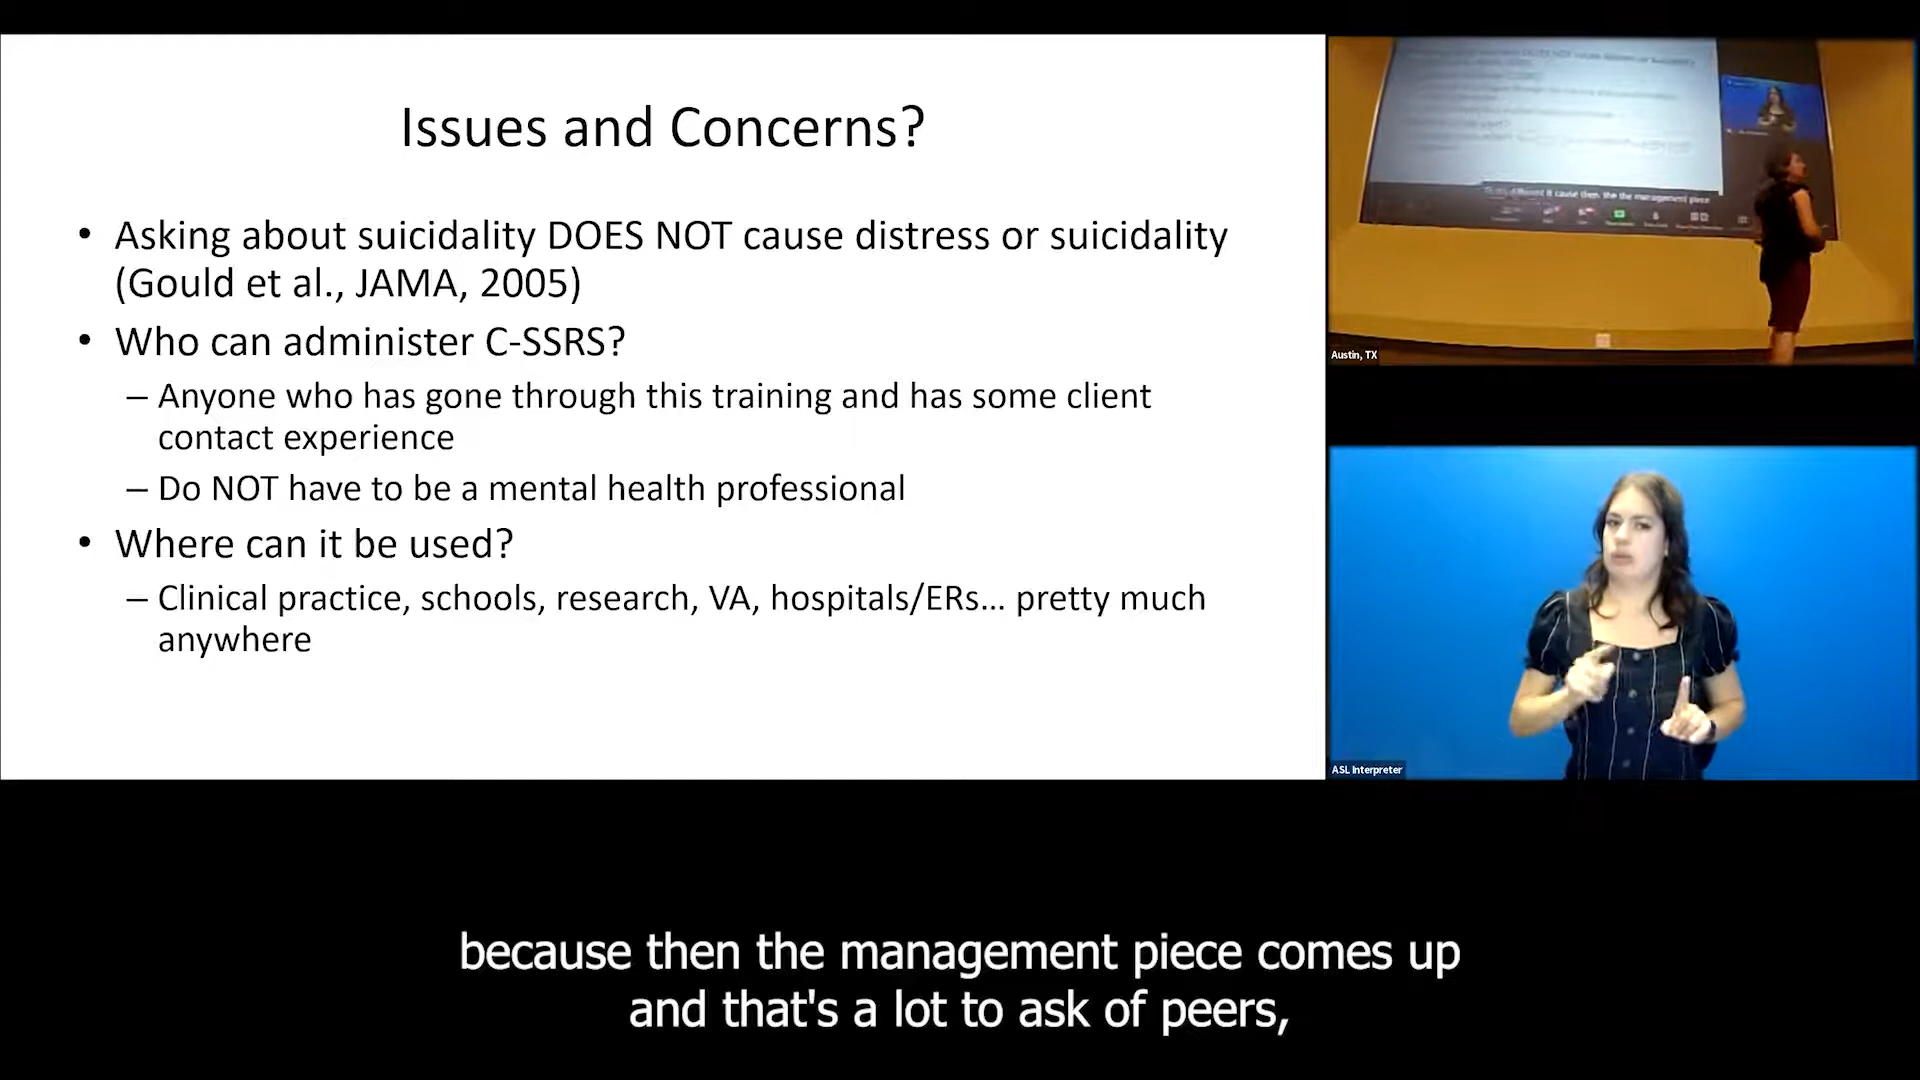 Issues and Concerns?
• Asking about suicidality DOES NOT cause distress or suicidality
(Gould et al., JAMA, 2005)
• Who can administer C-SSRS?
– Anyone who has gone through this training and has some client
contact experience
– Do NOT have to be a mental health professional
• Where can it be used?
– Clinical practice, schools, research, VA, hospitals/ERs... pretty much
anywhere
Austin, TX
ASL Interpreter
because then the management piece comes up
and that's a lot to ask of peers,